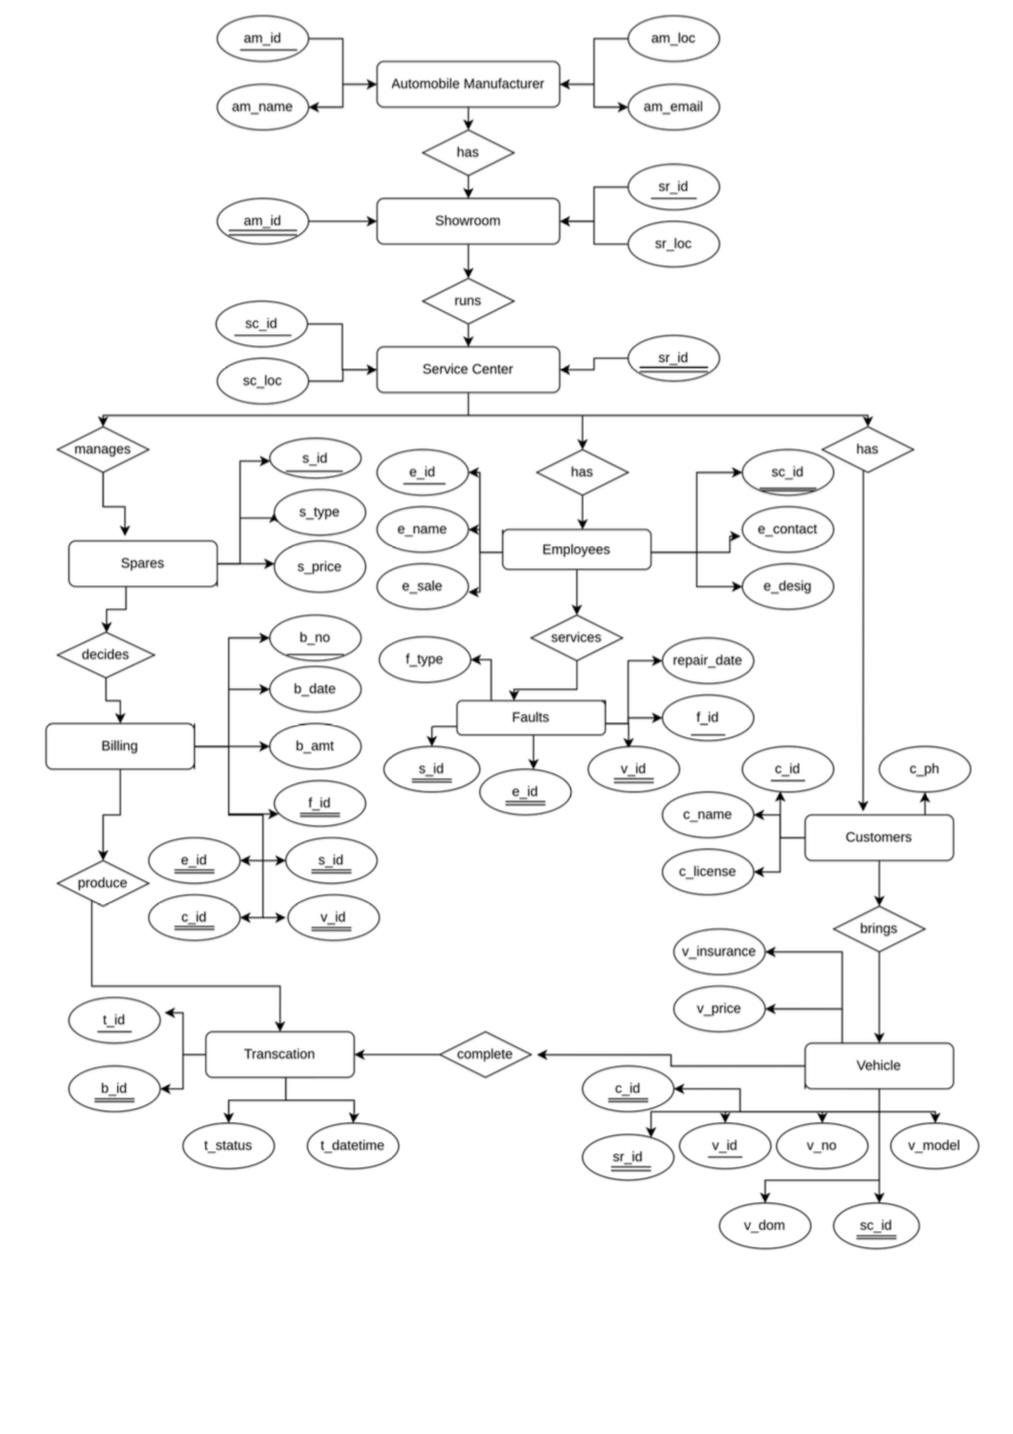 am_id
am_loc
Automobile Manufacturer
am_name
am_email
has
sr_id
am_id
Showroom
sr_loc
runs
sc_id
sr_id
Service Center
sc_loc
manages
has
has
s_id
e_id
sc_id
s_type
e_name
e_contact
Employees
Spares
s_price
e_sale
e_desig
b_no
services
decides
f_type
repair_date
b_date
Faults
f_id
Billing
b_amt
s_id
v_id
c_id
c_ph
e_id
f_id
c_name
Customers
e_id
s_id
c_license
produce
c_id
v_id
brings
v_insurance
v_price
t_id
Transcation
complete
Vehicle
b_id
c_id
t_status
t_datetime
sr_id
v_id
v_no
v_model
v_dom
sc_id